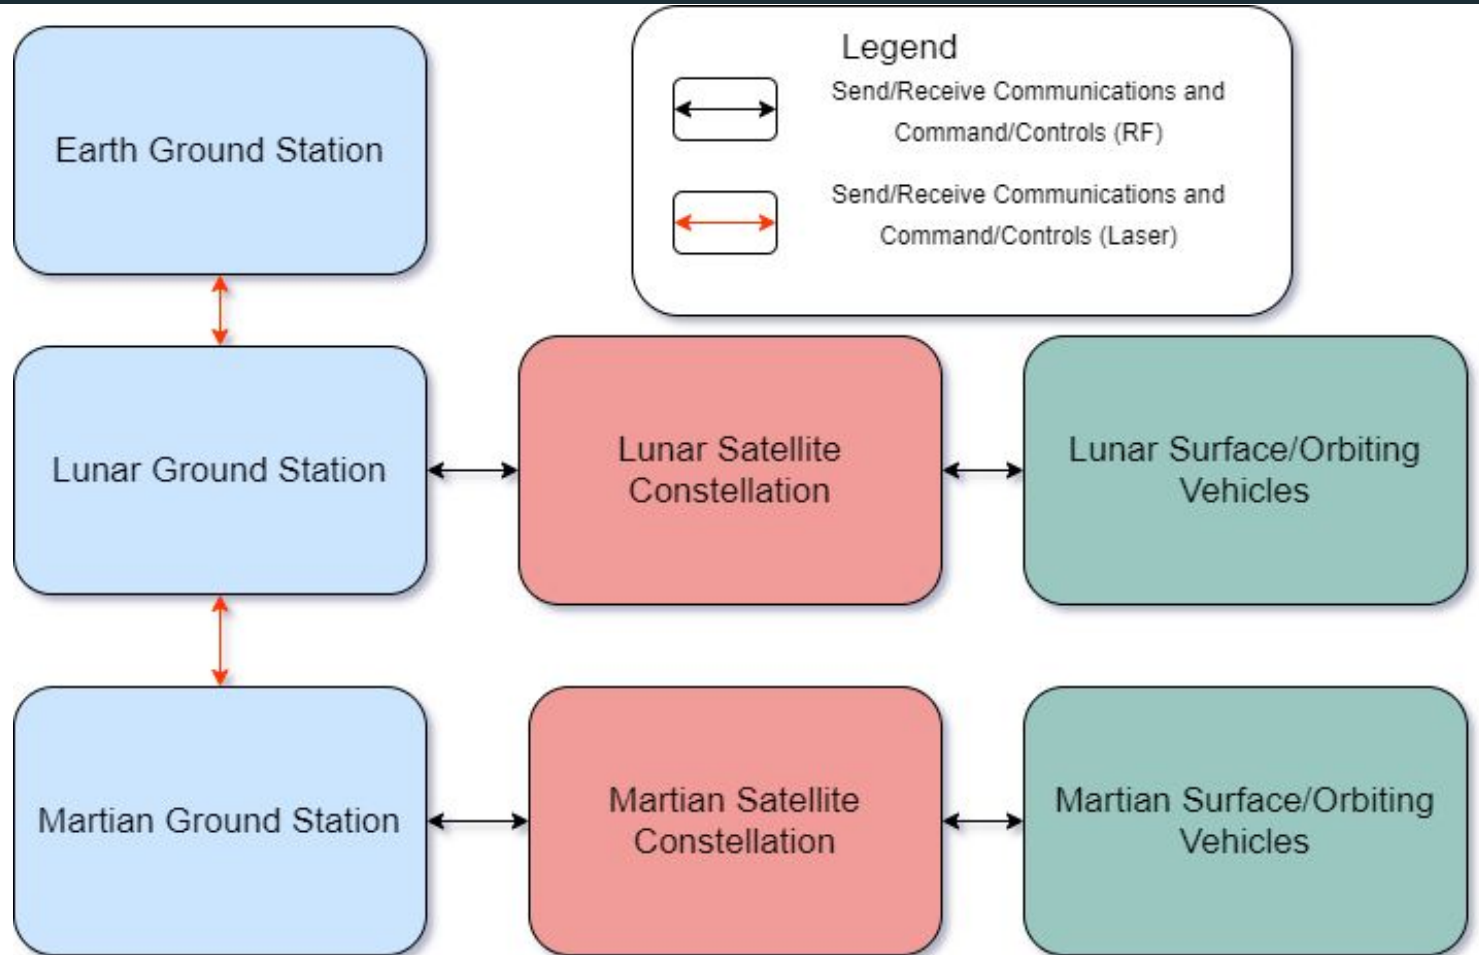 Legend
Send/Receive Communications and
Command/Controls (RF)
Send/Receive Communications and
Command/Controls (Laser)
Earth Ground Station
Lunar Ground Station
Lunar Satellite
Constellation
Lunar Surface/Orbiting
Vehicles
Martian Ground Station
Martian Satellite
Constellation
Martian Surface/Orbiting
Vehicles